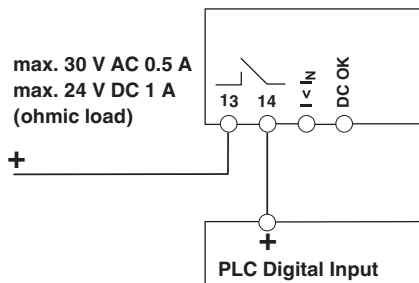 max. 30 V AC 0.5 A
max. 24 V DC 1 A
(ohmic load)
13 14
I < IN
DC OK
+
+
PLC Digital Input